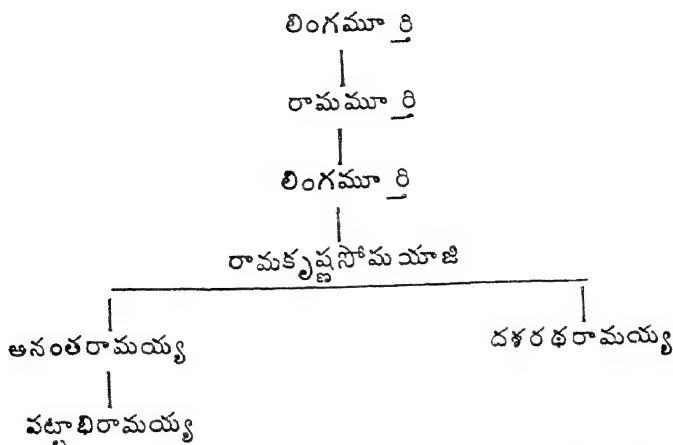 లింగమూర్తి
రామమూర్తి
లింగమూర్తి
రామకృష్ణసోమయాజి
అనంతరామయ్య దశరథరామయ్య
పట్టాభిరామయ్య